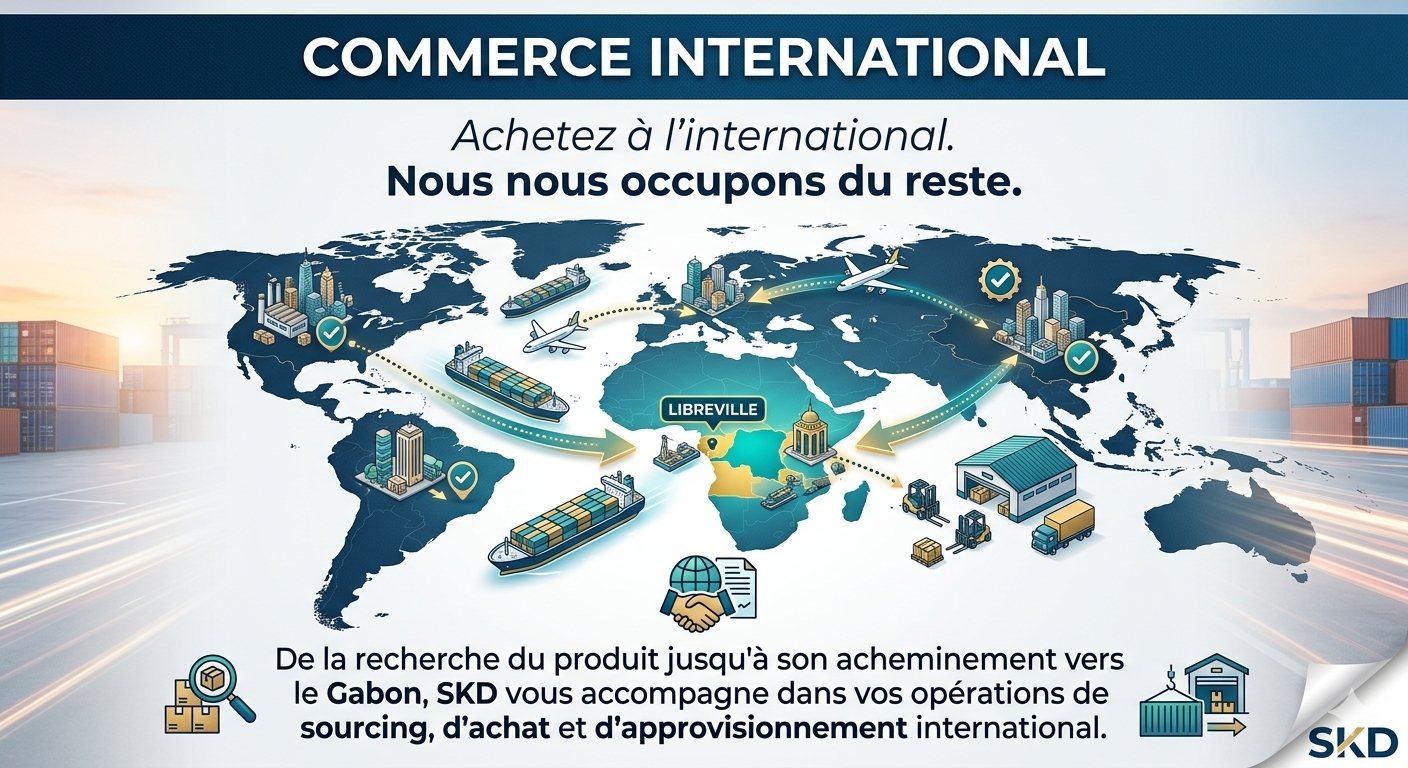 COMMERCE INTERNATIONAL
Achetez à l’international.
Nous nous occupons du reste.
LIBREVILLE
De la recherche du produit jusqu'à son acheminement vers
le Gabon, SKD vous accompagne dans vos opérations de
sourcing, d’achat et d’approvisionnement international.
SKD